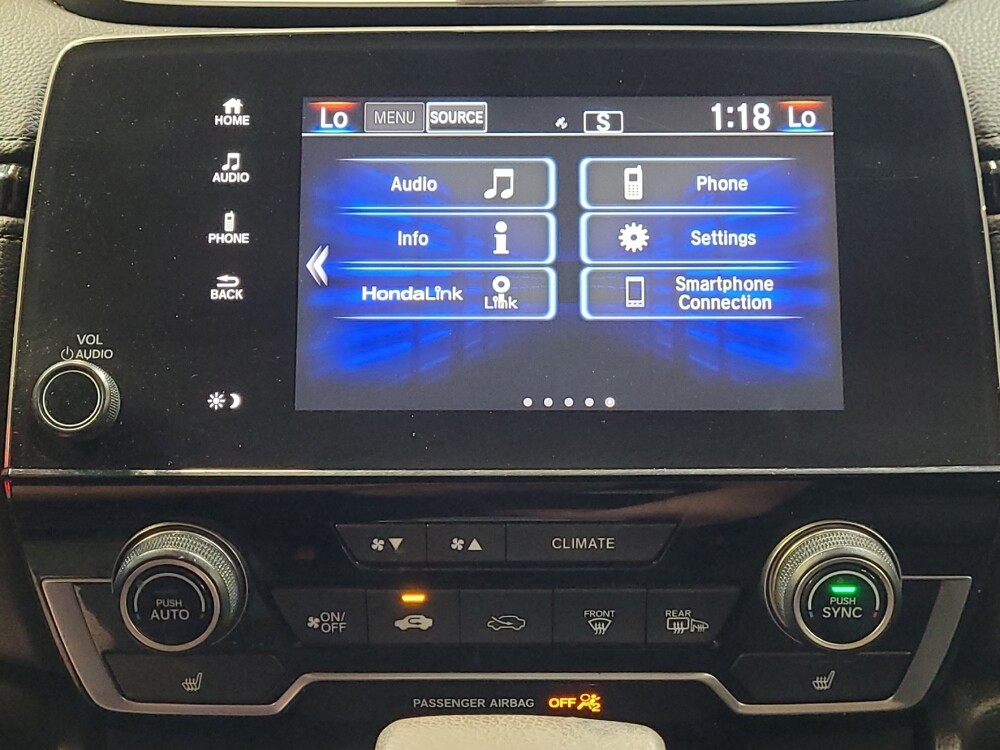 HOME
AUDIO
PHONE
BACK
VOL
AUDIO
Lo MENU SOURCE S 1:18 Lo
Audio Phone
Info Settings
HondaLink Link Smartphone
Connection
CLIMATE
PUSH
AUTO
ON/
OFF
FRONT
REAR
PUSH
SYNC
PASSENGER AIRBAG OFF 2